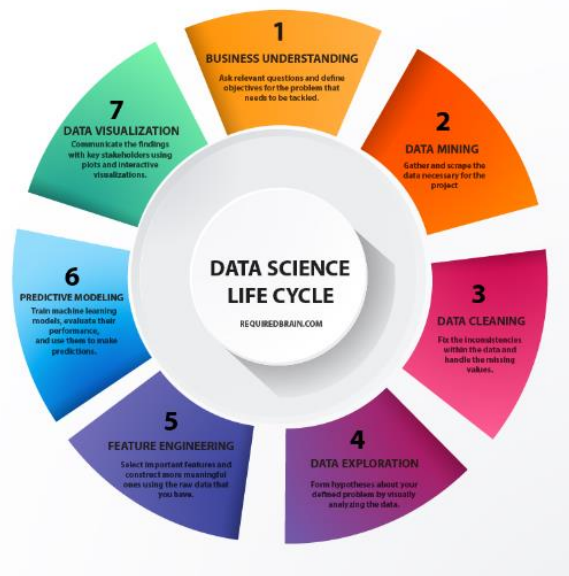 1
BUSINESS UNDERSTANDING
Ask relevant questions and define
objectives for the problem that
needs to be tackled.
2
DATA MINING
Gather and scrape the
data necessary for the
project
3
DATA CLEANING
Fix the inconsistencies
within the data and
handle the missing
values.
4
DATA EXPLORATION
Form hypotheses about your
defined problem by visually
analyzing the data.
5
FEATURE ENGINEERING
Select important features and
construct more meaningful
ones using the raw data that
you have.
6
PREDICTIVE MODELING
Train machine learning
models, evaluate their
performance,
and use them to make
predictions.
7
DATA VISUALIZATION
Communicate the findings
with key stakeholders using
plots and interactive
visualizations.
DATA SCIENCE
LIFE CYCLE
REQUIREDBRAIN.COM